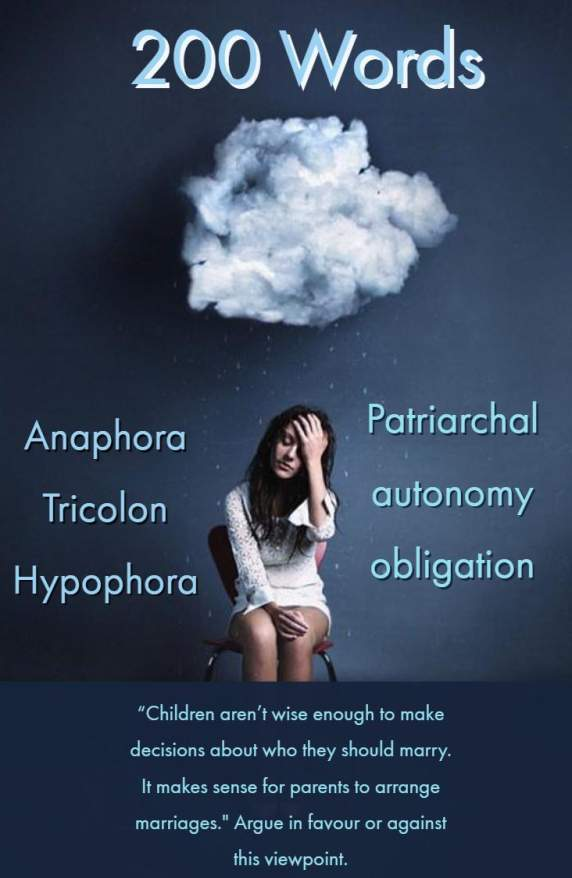 200 Words
Anaphora
Tricolon
Hypophora
Patriarchal
autonomy
obligation
“Children aren’t wise enough to make
decisions about who they should marry.
It makes sense for parents to arrange
marriages." Argue in favour or against
this viewpoint.